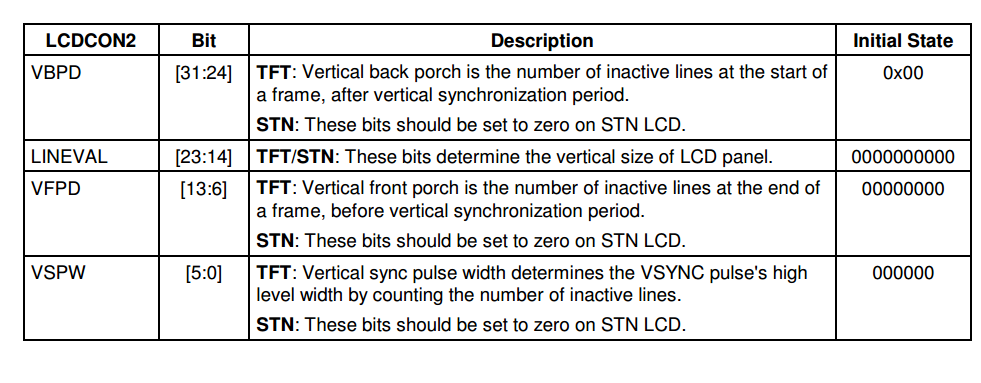 LCDCON2 Bit Description Initial State
VBPD [31:24] TFT: Vertical back porch is the number of inactive lines at the start of 0x00
a frame, after vertical synchronization period.
STN: These bits should be set to zero on STN LCD.
LINEVAL [23:14] TFT/STN: These bits determine the vertical size of LCD panel. 0000000000
VFPD [13:6] TFT: Vertical front porch is the number of inactive lines at the end of 00000000
a frame, before vertical synchronization period.
STN: These bits should be set to zero on STN LCD.
VSPW [5:0] TFT: Vertical sync pulse width determines the VSYNC pulse's high 000000
level width by counting the number of inactive lines.
STN: These bits should be set to zero on STN LCD.